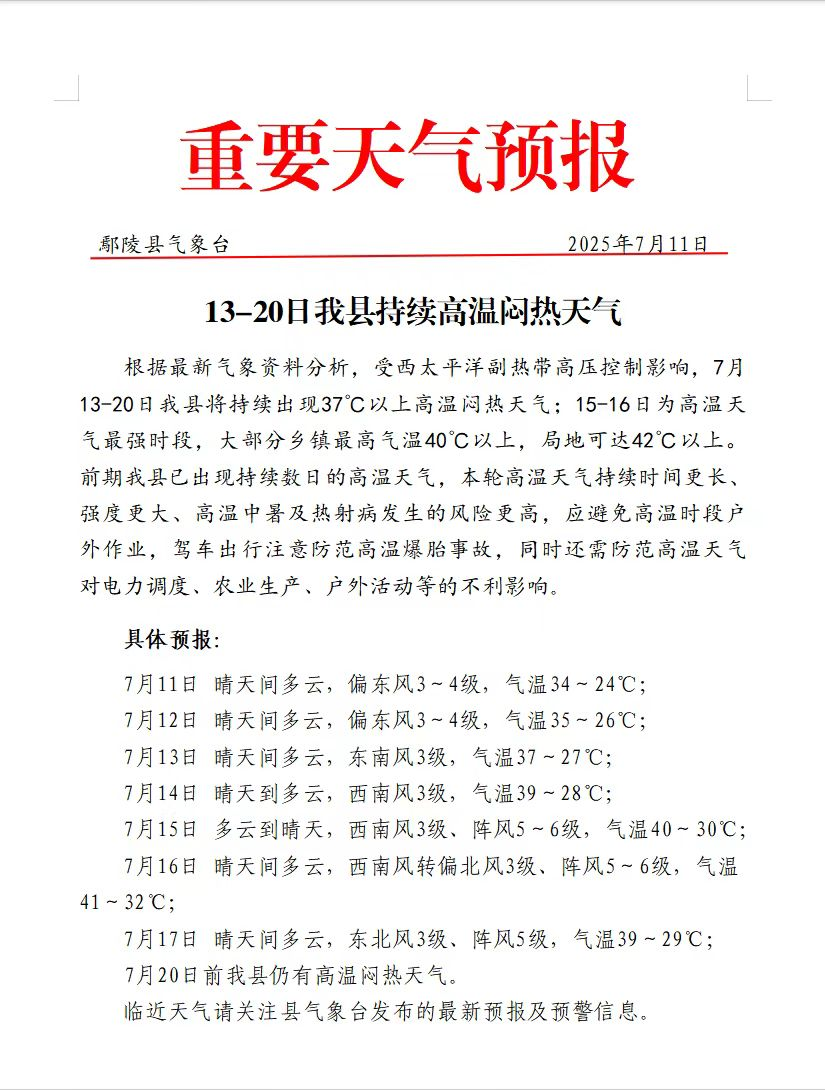 重要天气预报
鄢陵县气象台 2025年7月11日
13-20日我县持续高温闷热天气
根据最新气象资料分析，受西太平洋副热带高压控制影响，7月
13-20日我县将持续出现37℃以上高温闷热天气；15-16日为高温天
气最强时段，大部分乡镇最高气温40℃以上，局地可达42℃以上。
前期我县已出现持续数日的高温天气，本轮高温天气持续时间更长、
强度更大、高温中暑及热射病发生的风险更高，应避免高温时段户
外作业，驾车出行注意防范高温爆胎事故，同时还需防范高温天气
对电力调度、农业生产、户外活动等的不利影响。
具体预报：
7月11日 晴天间多云，偏东风3～4级，气温34～24℃；
7月12日 晴天间多云，偏东风3～4级，气温35～26℃；
7月13日 晴天间多云，东南风3级，气温37～27℃；
7月14日 晴天到多云，西南风3级，气温39～28℃；
7月15日 多云到晴天，西南风3级、阵风5～6级，气温40～30℃；
7月16日 晴天间多云，西南风转偏北风3级、阵风5～6级，气温
41～32℃；
7月17日 晴天间多云，东北风3级、阵风5级，气温39～29℃；
7月20日前我县仍有高温闷热天气。
临近天气请关注县气象台发布的最新预报及预警信息。